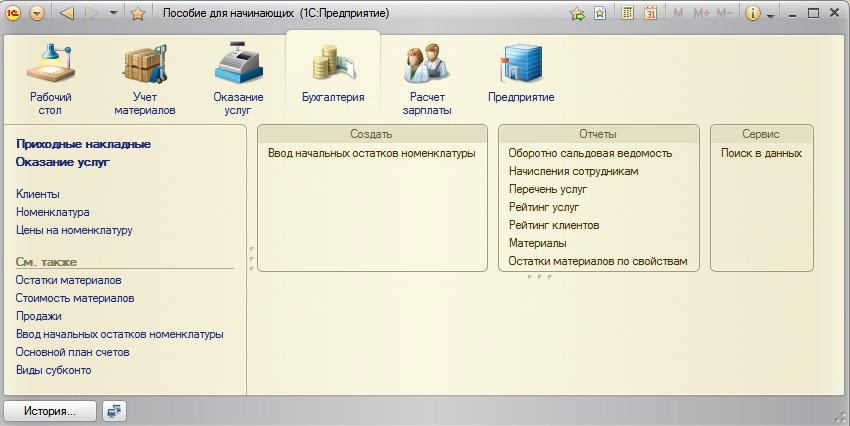 Пособие для начинающих (1С:Предприятие)
31
M M+ M-
Рабочий
стол
Учет
материалов
Оказание
услуг
Бухгалтерия
Расчет
зарплаты
Предприятие
Приходные накладные
Оказание услуг
Клиенты
Номенклатура
Цены на номенклатуру
См. также
Остатки материалов
Стоимость материалов
Продажи
Ввод начальных остатков номенклатуры
Основной план счетов
Виды субконто
Создать
Ввод начальных остатков номенклатуры
Отчеты
Оборотно сальдовая ведомость
Начисления сотрудникам
Перечень услуг
Рейтинг услуг
Рейтинг клиентов
Материалы
Остатки материалов по свойствам
Сервис
Поиск в данных
История...